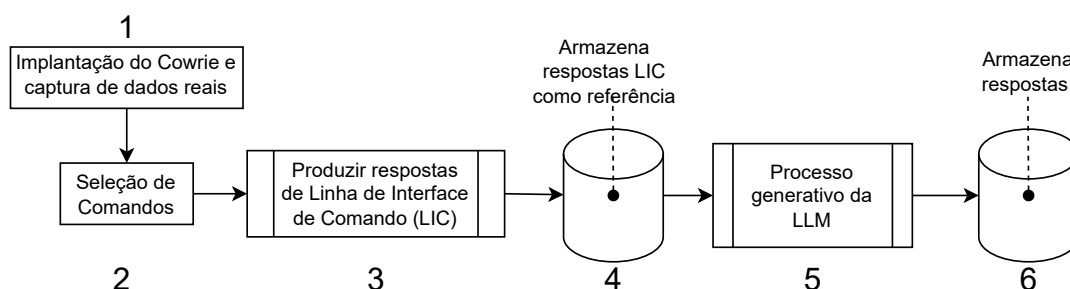 1
Implantação do Cowrie e
captura de dados reais
Seleção de
Comandos
2
Produzir respostas
de Linha de Interface
de Comando (LIC)
3
Armazena
respostas LIC
como referência
4
Processo
generativo da
LLM
5
Armazena
respostas
6